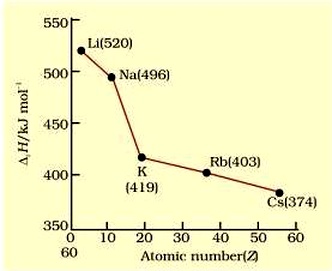 550
Li(520)
500
Na(496)
450
400
Rb(403)
K
(419)
Cs(374)
350
0 10 20 30 40 50 60
60
Atomic number(Z)
Δ,H/kJ mol⁻¹